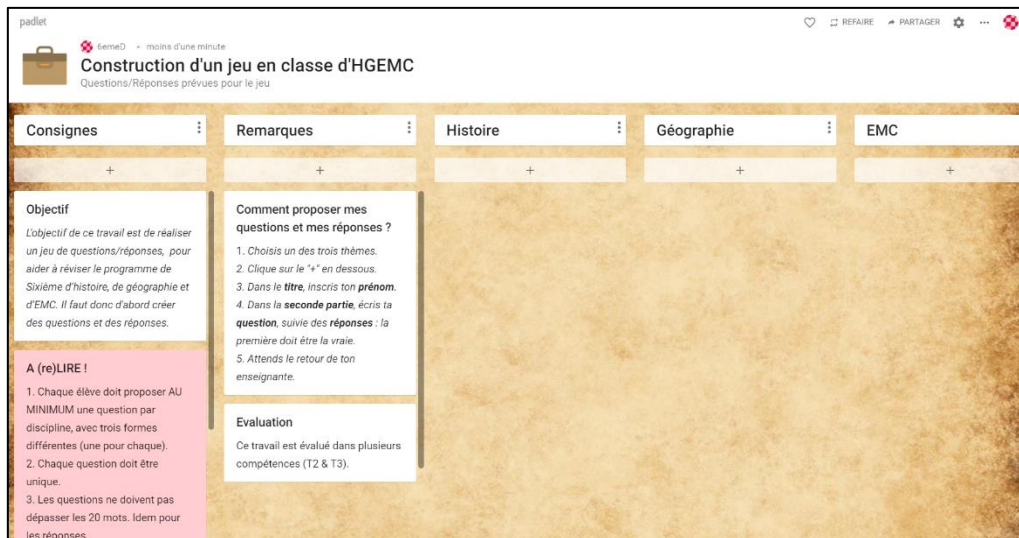 padlet
REFAIRE
PARTAGER
6emeD • moins d'une minute
Construction d'un jeu en classe d'HGEMC
Questions/Réponses prévues pour le jeu
Consignes
+
Objectif
L'objectif de ce travail est de réaliser
un jeu de questions/réponses, pour
aider à réviser le programme de
Sixième d'histoire, de géographie et
d'EMC. Il faut donc d'abord créer
des questions et des réponses.
A (re)LIRE !
1. Chaque élève doit proposer AU
MINIMUM une question par
discipline, avec trois formes
différentes (une pour chaque).
2. Chaque question doit être
unique.
3. Les questions ne doivent pas
dépasser les 20 mots. Idem pour
les réponses.
Remarques
+
Comment proposer mes
questions et mes réponses ?
1. Choisis un des trois thèmes.
2. Clique sur le "+" en dessous.
3. Dans le titre, inscris ton prénom.
4. Dans la seconde partie, écris ta
question, suivie des réponses : la
première doit être la vraie.
5. Attends le retour de ton
enseignante.
Evaluation
Ce travail est évalué dans plusieurs
compétences (T2 & T3).
Histoire
+
Géographie
+
EMC
+